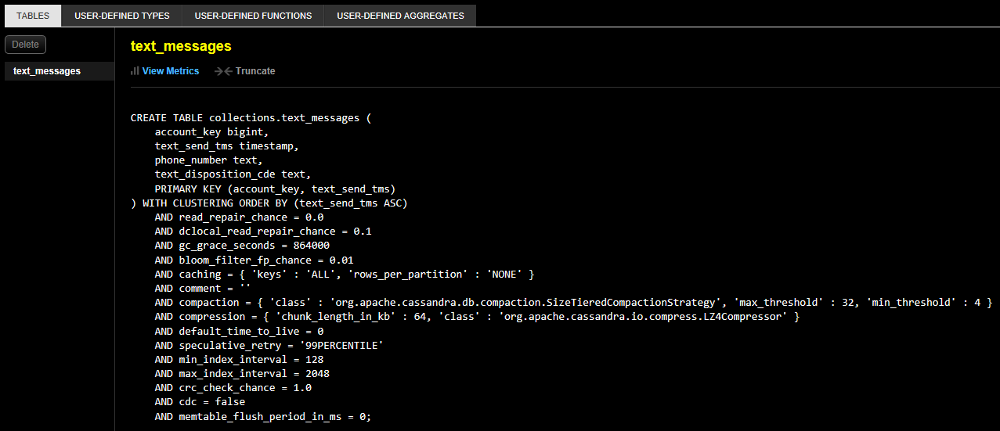 TABLES USER-DEFINED TYPES USER-DEFINED FUNCTIONS USER-DEFINED AGGREGATES
Delete
text_messages
text_messages
View Metrics Truncate
CREATE TABLE collections.text_messages (
    account_key bigint,
    text_send_tms timestamp,
    phone_number text,
    text_disposition_cde text,
    PRIMARY KEY (account_key, text_send_tms)
) WITH CLUSTERING ORDER BY (text_send_tms ASC)
    AND read_repair_chance = 0.0
    AND dclocal_read_repair_chance = 0.1
    AND gc_grace_seconds = 864000
    AND bloom_filter_fp_chance = 0.01
    AND caching = { 'keys' : 'ALL', 'rows_per_partition' : 'NONE' }
    AND comment = ''
    AND compaction = { 'class' : 'org.apache.cassandra.db.compaction.SizeTieredCompactionStrategy', 'max_threshold' : 32, 'min_threshold' : 4 }
    AND compression = { 'chunk_length_in_kb' : 64, 'class' : 'org.apache.cassandra.io.compress.LZ4Compressor' }
    AND default_time_to_live = 0
    AND speculative_retry = '99PERCENTILE'
    AND min_index_interval = 128
    AND max_index_interval = 2048
    AND crc_check_chance = 1.0
    AND cdc = false
    AND memtable_flush_period_in_ms = 0;